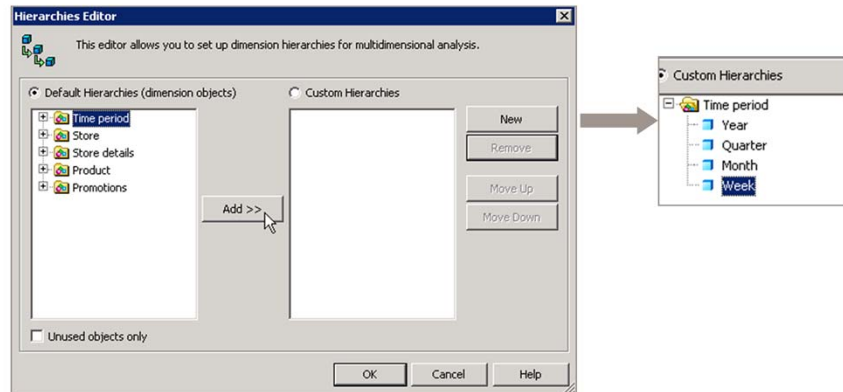 Hierarchies Editor
This editor allows you to set up dimension hierarchies for multidimensional analysis.
Default Hierarchies (dimension objects)
Custom Hierarchies
Time period
Store
Store details
Product
Promotions
Add >>
New
Remove
Move Up
Move Down
Unused objects only
OK
Cancel
Help
Custom Hierarchies
Time period
Year
Quarter
Month
Week